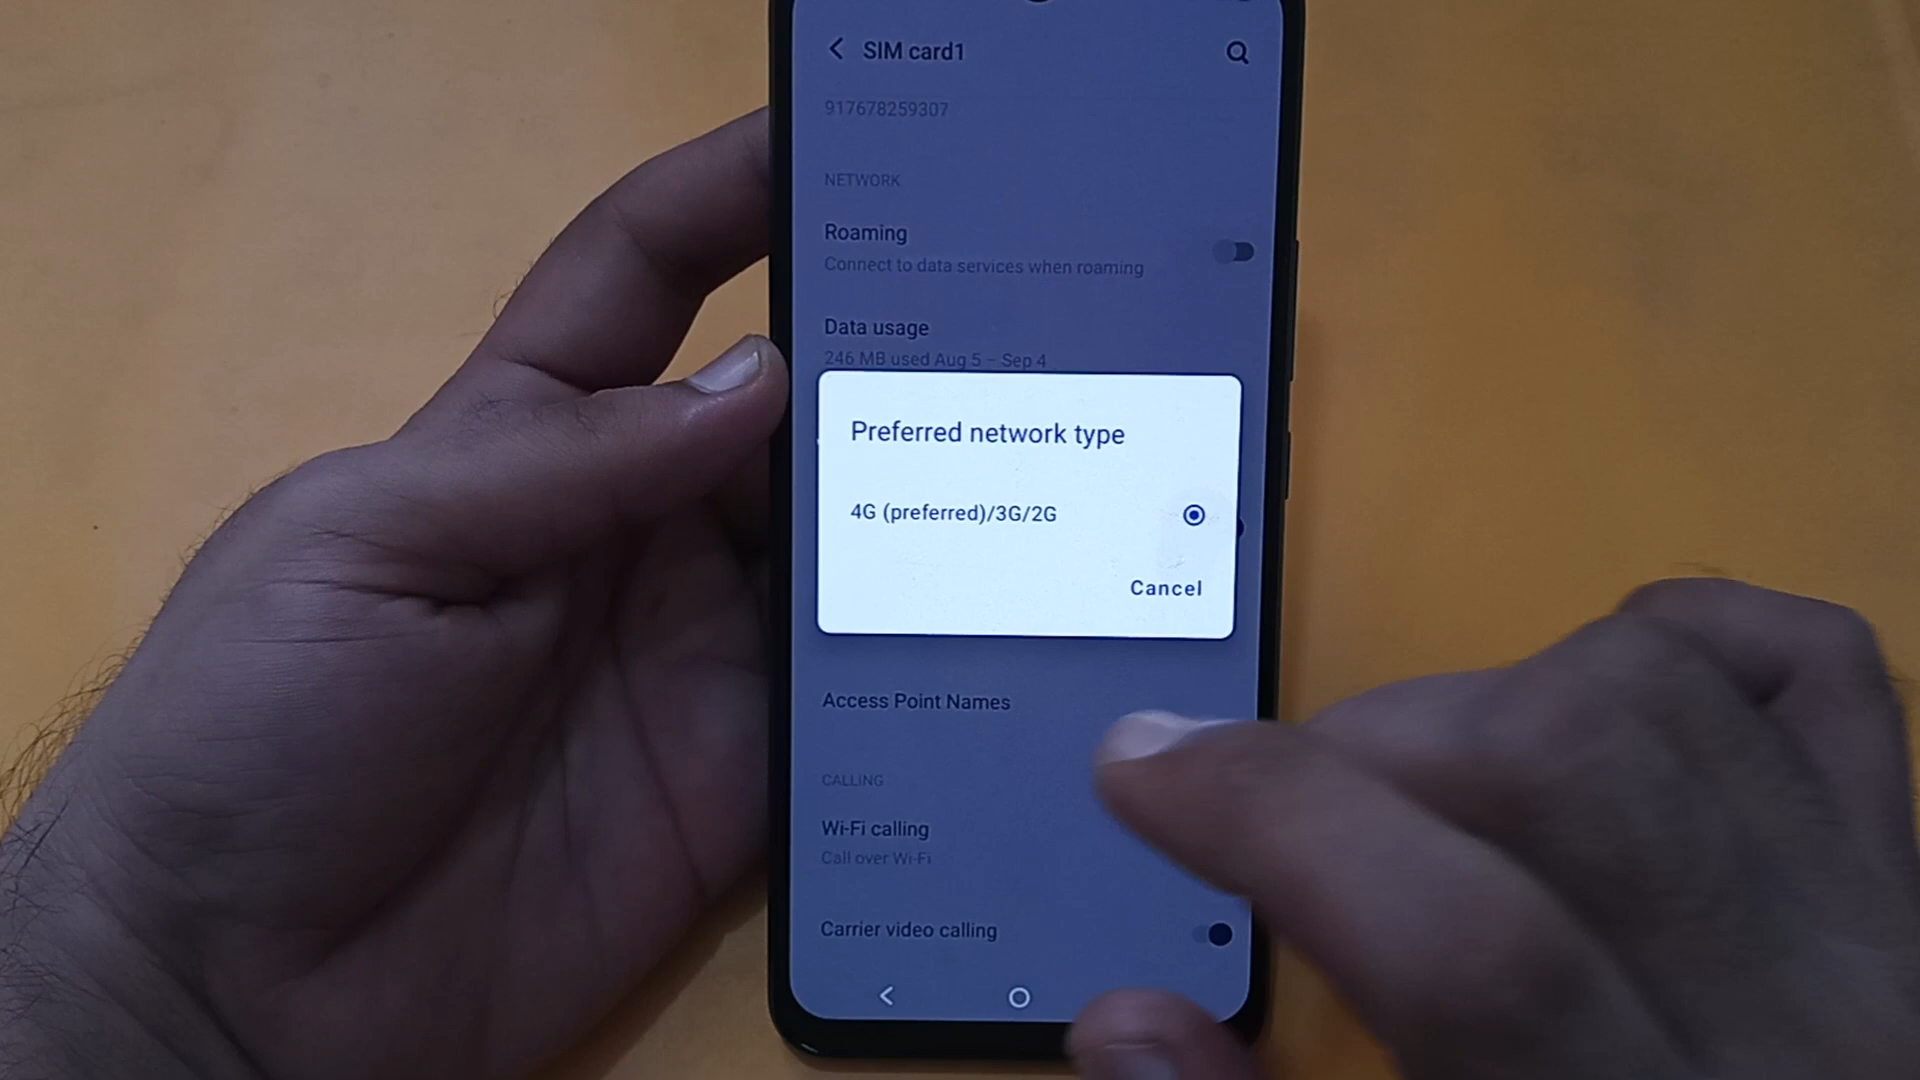 SIM card1
917678259307
NETWORK
Roaming
Connect to data services when roaming
Data usage
246 MB used Aug 5 – Sep 4
Preferred network type
4G (preferred)/3G/2G
Cancel
Access Point Names
CALLING
Wi-Fi calling
Call over Wi-Fi
Carrier video calling